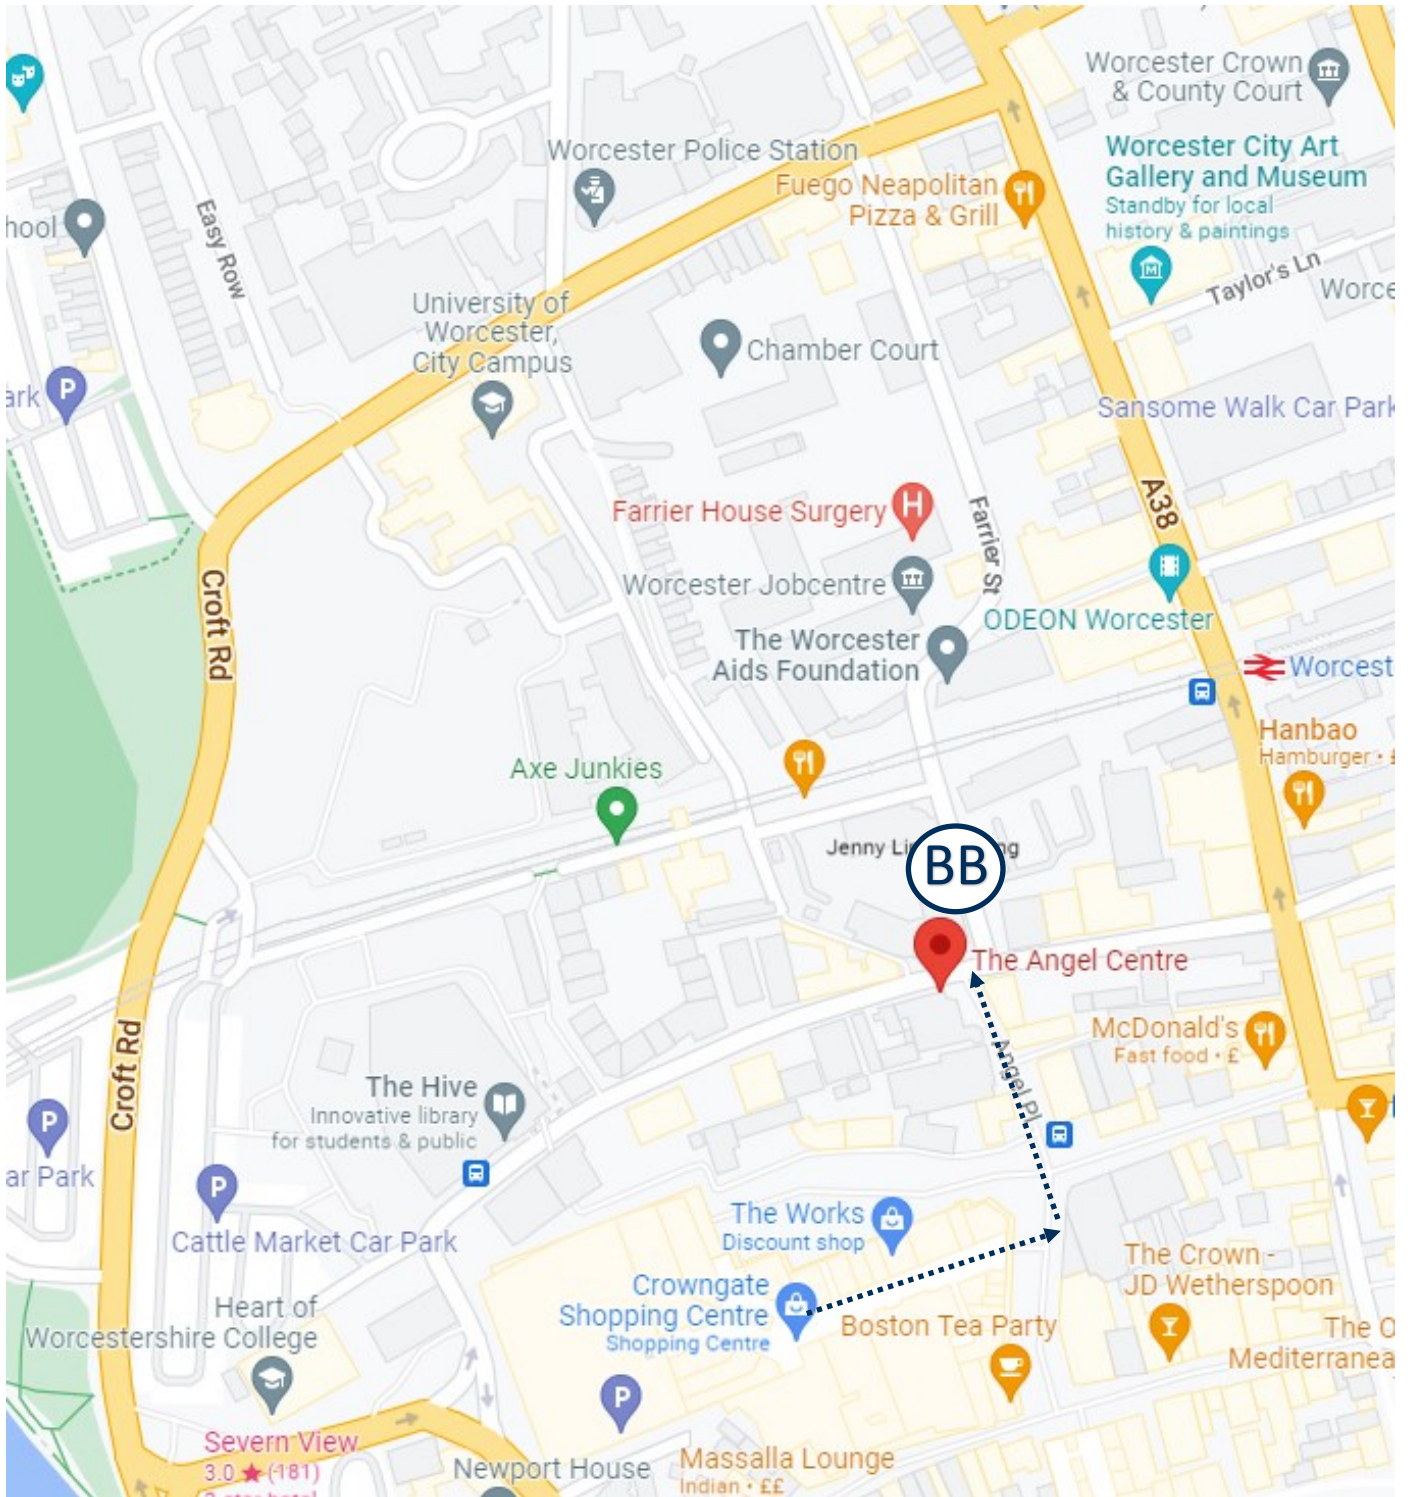 Worcester Crown
& County Court
Worcester City Art
Gallery and Museum
Standby for local
history & paintings
Worcester Police Station
Fuego Neapolitan
Pizza & Grill
hool
Easy Row
Taylor's Ln
Worce
University of
Worcester,
City Campus
Chamber Court
ark
P
Sansome Walk Car Park
A38
Farrier House Surgery
H
Farrier St
Worcester Jobcentre
ODEON Worcester
The Worcester
Aids Foundation
Croft Rd
Worcest
Hanbao
Hamburger •
Axe Junkies
Jenny Li
ng
BB
The Angel Centre
McDonald's
Fast food • £
Angel Pl
Croft Rd
The Hive
Innovative library
for students & public
P
ar Park
P
Cattle Market Car Park
The Works
Discount shop
Crowngate
Shopping Centre
Shopping Centre
The Crown -
JD Wetherspoon
Boston Tea Party
The O
Mediterranea
Heart of
Worcestershire College
P
Severn View
3.0 ★ (181)
Newport House
Massalla Lounge
Indian • ££